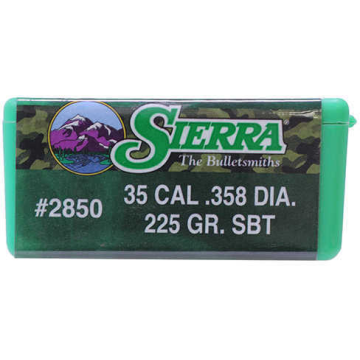 SIERRA
The Bulletsmiths
#2850
35 CAL .358 DIA.
225 GR. SBT